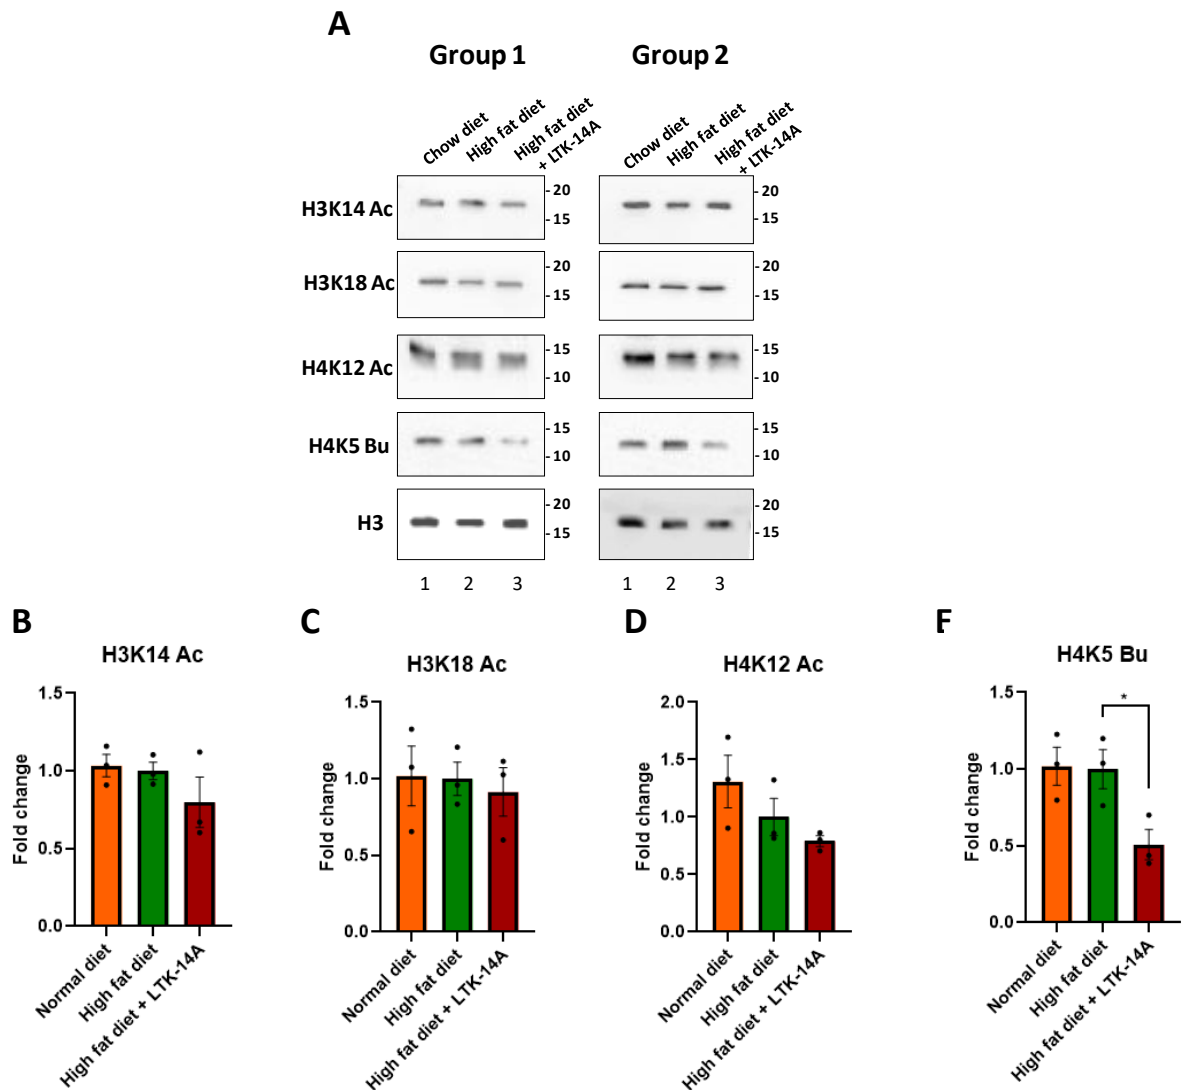 A
Group 1
Group 2
Chow diet
High fat diet
High fat diet
+ LTK-14A
Chow diet
High fat diet
High fat diet
+ LTK-14A
H3K14 Ac
- 20
- 15
- 20
- 15
H3K18 Ac
- 20
- 15
- 20
- 15
H4K12 Ac
- 15
- 10
- 15
- 10
H4K5 Bu
- 15
- 10
- 15
- 10
H3
- 20
- 15
- 20
- 15
1 2 3
1 2 3
B
H3K14 Ac
Fold change
1.5
1.0
0.5
0.0
Normal diet
High fat diet
High fat diet + LTK-14A
C
H3K18 Ac
Fold change
1.5
1.0
0.5
0.0
Normal diet
High fat diet
High fat diet + LTK-14A
D
H4K12 Ac
Fold change
2.0
1.5
1.0
0.5
0.0
Normal diet
High fat diet
High fat diet + LTK-14A
H4K5 Bu
Fold change
1.5
1.0
0.5
0.0
*
Normal diet
High fat diet
High fat diet + LTK-14A